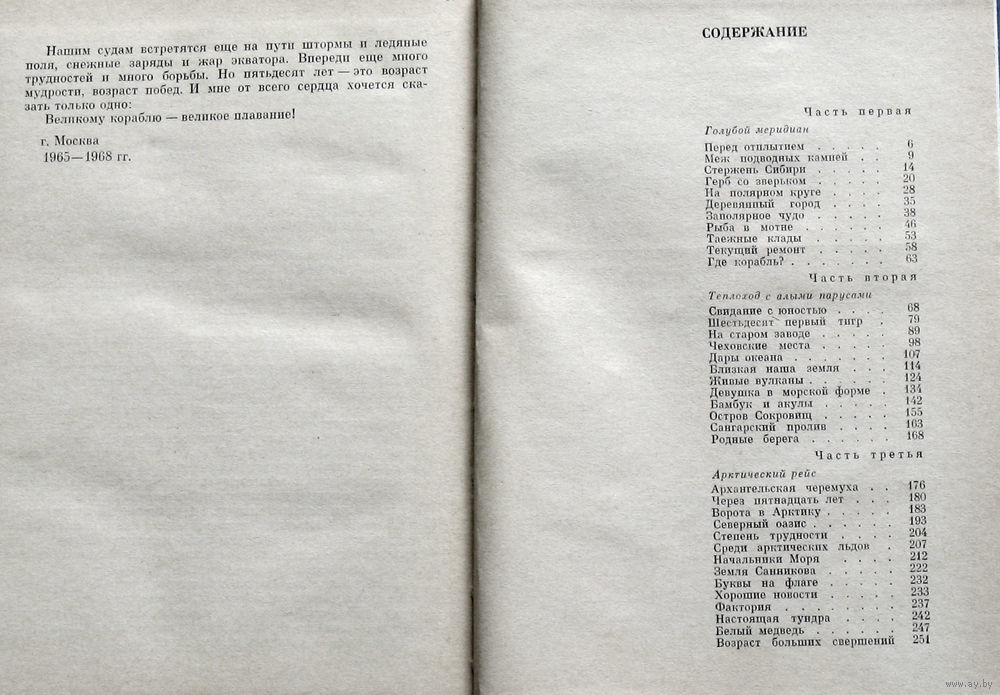 Нашим судам встретятся еще на пути штормы и ледяные
поля, снежные заряды и жар экватора. Впереди еще много
трудностей и много борьбы. Но пятьдесят лет — это возраст
мудрости, возраст побед. И мне от всего сердца хочется ска-
зать только одно:
Великому кораблю — великое плавание!
г. Москва
1965—1968 гг.
СОДЕРЖАНИЕ
Часть первая
Голубой меридиан
Перед отплытием . . . . . 6
Меж подводных камней . . 9
Стержень Сибири . . . . . 14
Герб со зверьком . . . . . 20
На полярном круге . . . . 28
Деревянный город . . . . 35
Заполярное чудо . . . . . 38
Рыба в мотне . . . . . . 46
Таежные клады . . . . . 53
Текущий ремонт . . . . . 58
Где корабль? . . . . . . . 63
Часть вторая
Теплоход с алыми парусами
Свидание с юностью . . . . 68
Шестьдесят первый тигр . 79
На старом заводе . . . . . 89
Чеховские места . . . . . 98
Дары океана . . . . . . . 107
Близкая наша земля . . . 114
Живые вулканы . . . . . . 124
Девушка в морской форме . 134
Бамбук и акулы . . . . . 142
Остров Сокровищ . . . . . 155
Сангарский пролив . . . . 163
Родные берега . . . . . . 168
Часть третья
Арктический рейс
Архангельская черемуха . . 176
Через пятнадцать лет . . . 180
Ворота в Арктику . . . . . 183
Северный оазис . . . . . . 193
Степень трудности . . . . 204
Среди арктических льдов . 207
Начальники Моря . . . . 212
Земля Санникова . . . . . 222
Буквы на флаге . . . . . 232
Хорошие новости . . . . . 233
Фактория . . . . . . . . 237
Настоящая тундра . . . . 242
Белый медведь . . . . . . 247
Возраст больших свершений 251
© www.ay.by